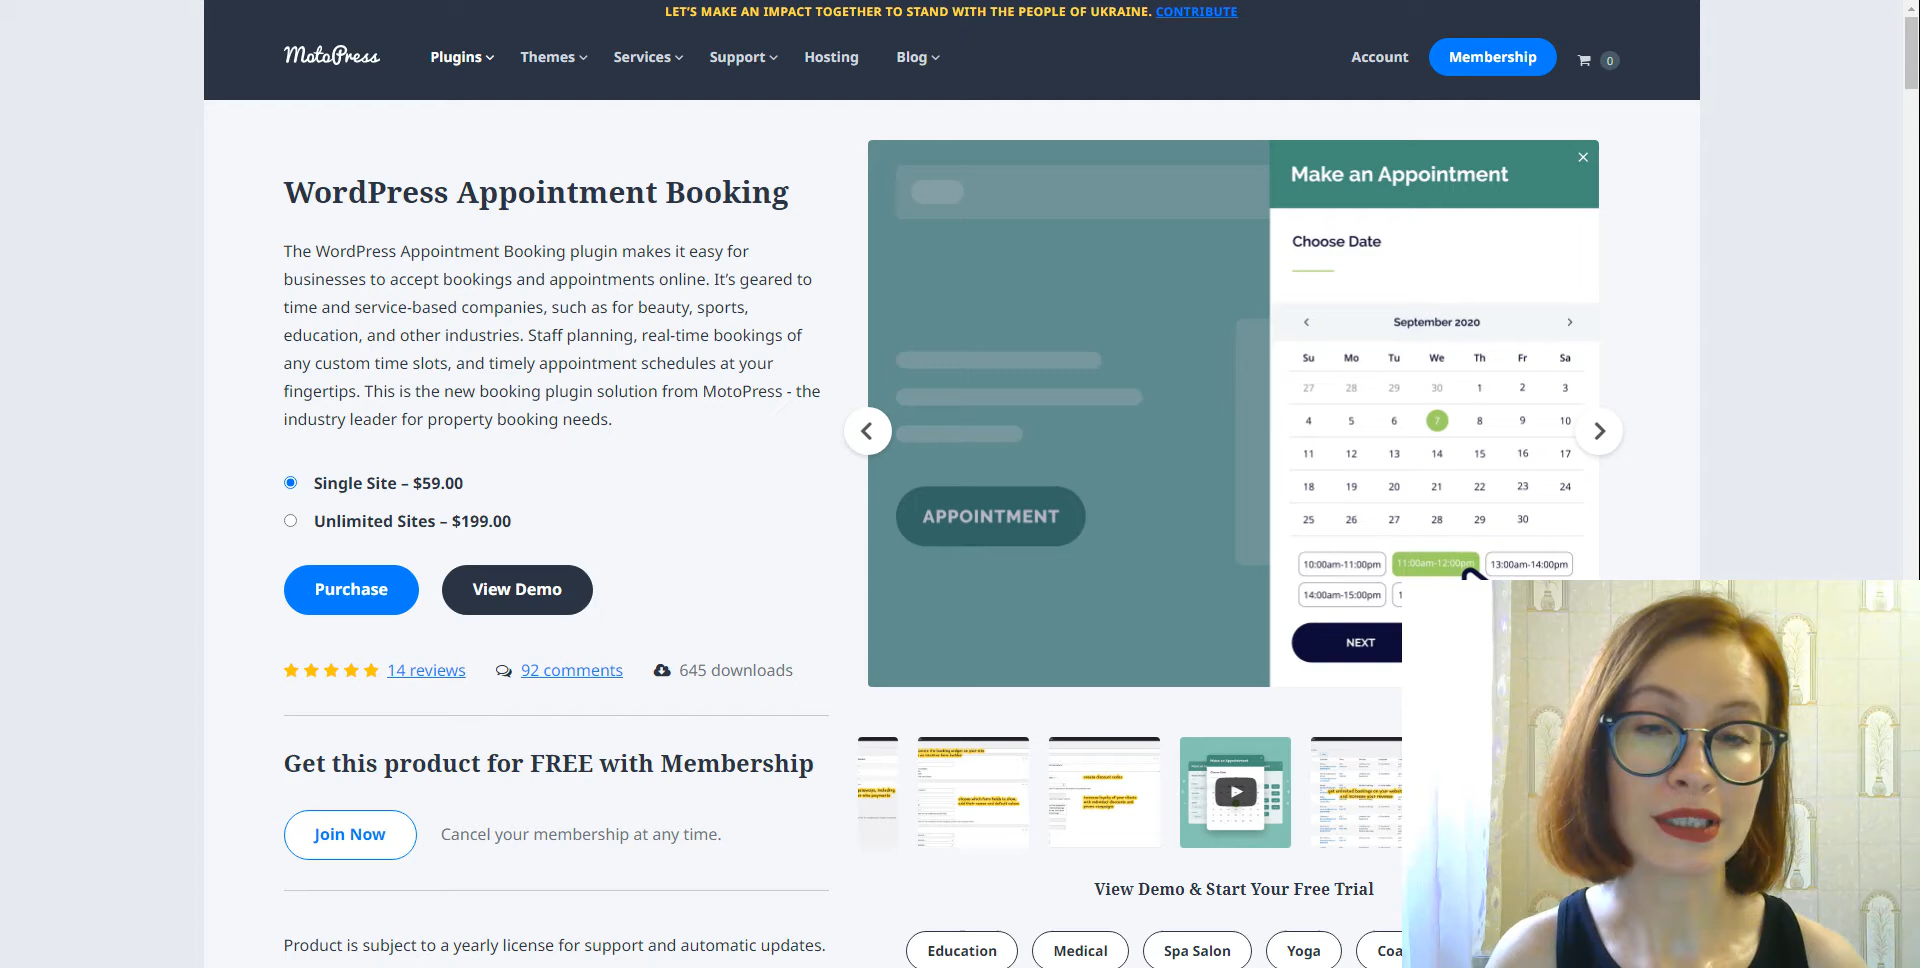 LET'S MAKE AN IMPACT TOGETHER TO STAND WITH THE PEOPLE OF UKRAINE. CONTRIBUTE
MotoPress
Plugins
Themes
Services
Support
Hosting
Blog
Account
Membership
0
WordPress Appointment Booking
The WordPress Appointment Booking plugin makes it easy for
businesses to accept bookings and appointments online. It's geared to
time and service-based companies, such as for beauty, sports,
education, and other industries. Staff planning, real-time bookings of
any custom time slots, and timely appointment schedules at your
fingertips. This is the new booking plugin solution from MotoPress - the
industry leader for property booking needs.
Single Site – $59.00
Unlimited Sites – $199.00
Purchase
View Demo
14 reviews
92 comments
645 downloads
Get this product for FREE with Membership
Join Now
Cancel your membership at any time.
Product is subject to a yearly license for support and automatic updates.
APPOINTMENT
Make an Appointment
Choose Date
September 2020
Su Mo Tu We Th Fr Sa
27 28 29 30 1 2 3
4 5 6 7 8 9 10
11 12 13 14 15 16 17
18 19 20 21 22 23 24
25 26 27 28 29 30
10:00am-11:00pm 11:00am-12:00pm 13:00am-14:00pm
14:00am-15:00pm
NEXT
View Demo & Start Your Free Trial
Education
Medical
Spa Salon
Yoga
Coa